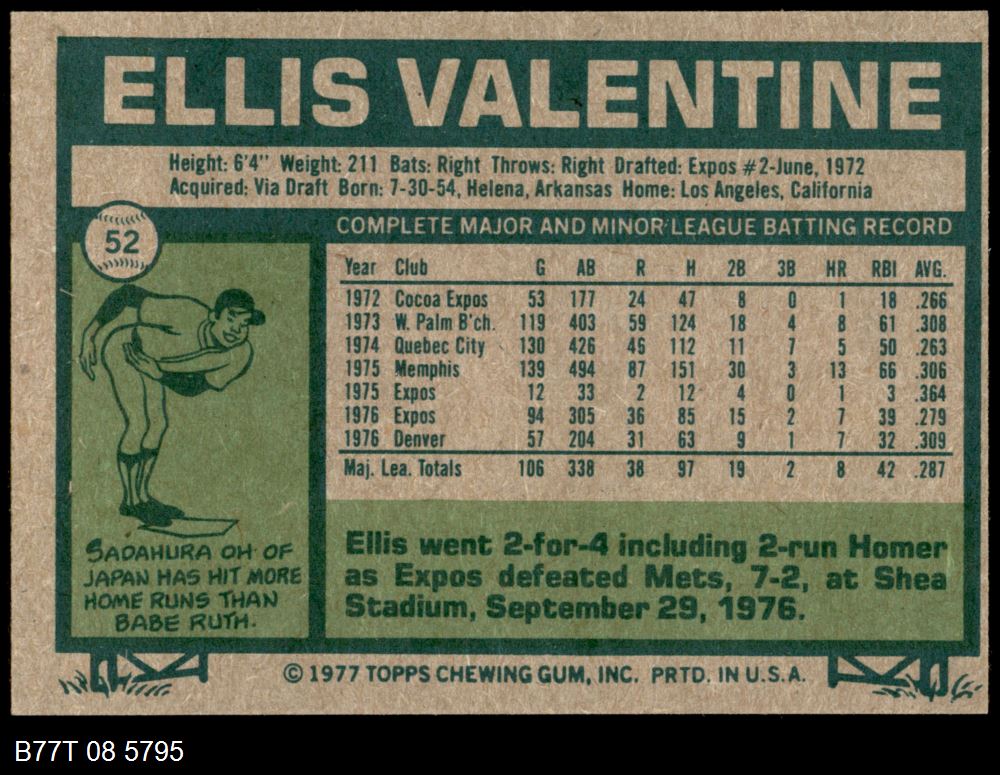 ELLIS VALENTINE
Height: 6'4" Weight: 211 Bats: Right Throws: Right Drafted: Expos #2-June, 1972
Acquired: Via Draft Born: 7-30-54, Helena, Arkansas Home: Los Angeles, California
52
COMPLETE MAJOR AND MINOR LEAGUE BATTING RECORD
Year Club G AB R H 2B 3B HR RBI AVG.
1972 Cocoa Expos 53 177 24 47 8 0 1 18 .266
1973 W. Palm B'ch. 119 403 59 124 18 4 8 61 .308
1974 Quebec City 130 426 46 112 11 7 5 50 .263
1975 Memphis 139 494 87 151 30 3 13 66 .306
1975 Expos 12 33 2 12 4 0 1 3 .364
1976 Expos 94 305 36 85 15 2 7 39 .279
1976 Denver 57 204 31 63 9 1 7 32 .309
Maj. Lea. Totals 106 338 38 97 19 2 8 42 .287
SADAHURA OH OF
JAPAN HAS HIT MORE
HOME RUNS THAN
BABE RUTH.
Ellis went 2-for-4 including 2-run Homer
as Expos defeated Mets, 7-2, at Shea
Stadium, September 29, 1976.
© 1977 TOPPS CHEWING GUM, INC. PRTD. IN U.S.A.
B77T 08 5795